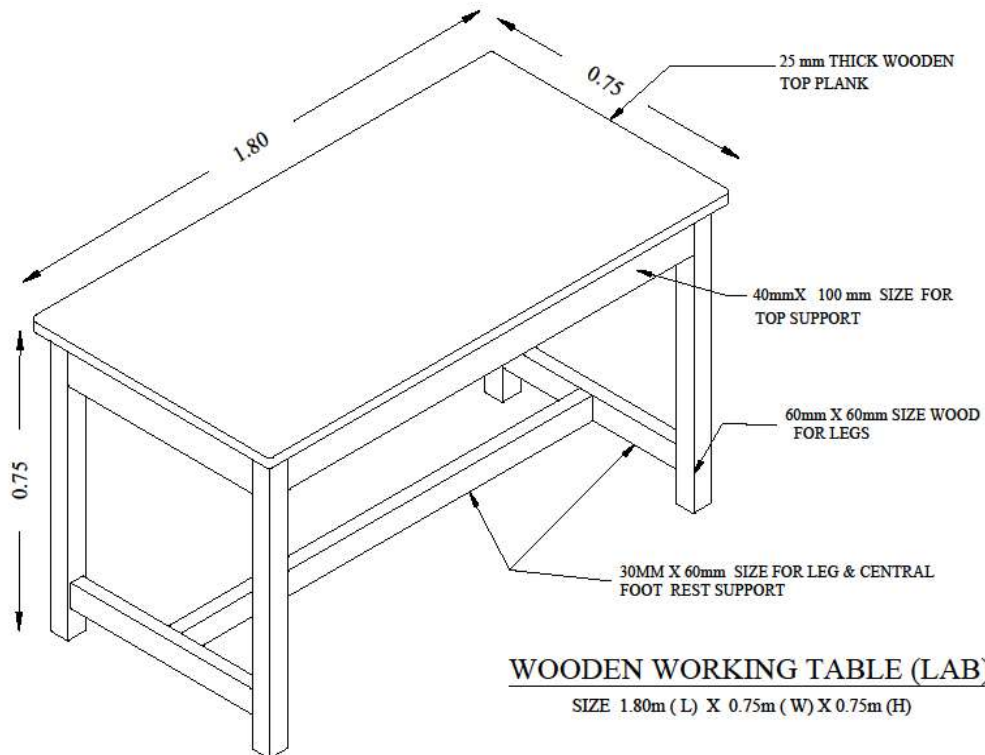 1.80
0.75
25 mm THICK WOODEN
TOP PLANK
40mmX 100 mm SIZE FOR
TOP SUPPORT
60mm X 60mm SIZE WOOD
FOR LEGS
0.75
30MM X 60mm SIZE FOR LEG & CENTRAL
FOOT REST SUPPORT
WOODEN WORKING TABLE (LAB)
SIZE 1.80m ( L) X 0.75m ( W) X 0.75m (H)